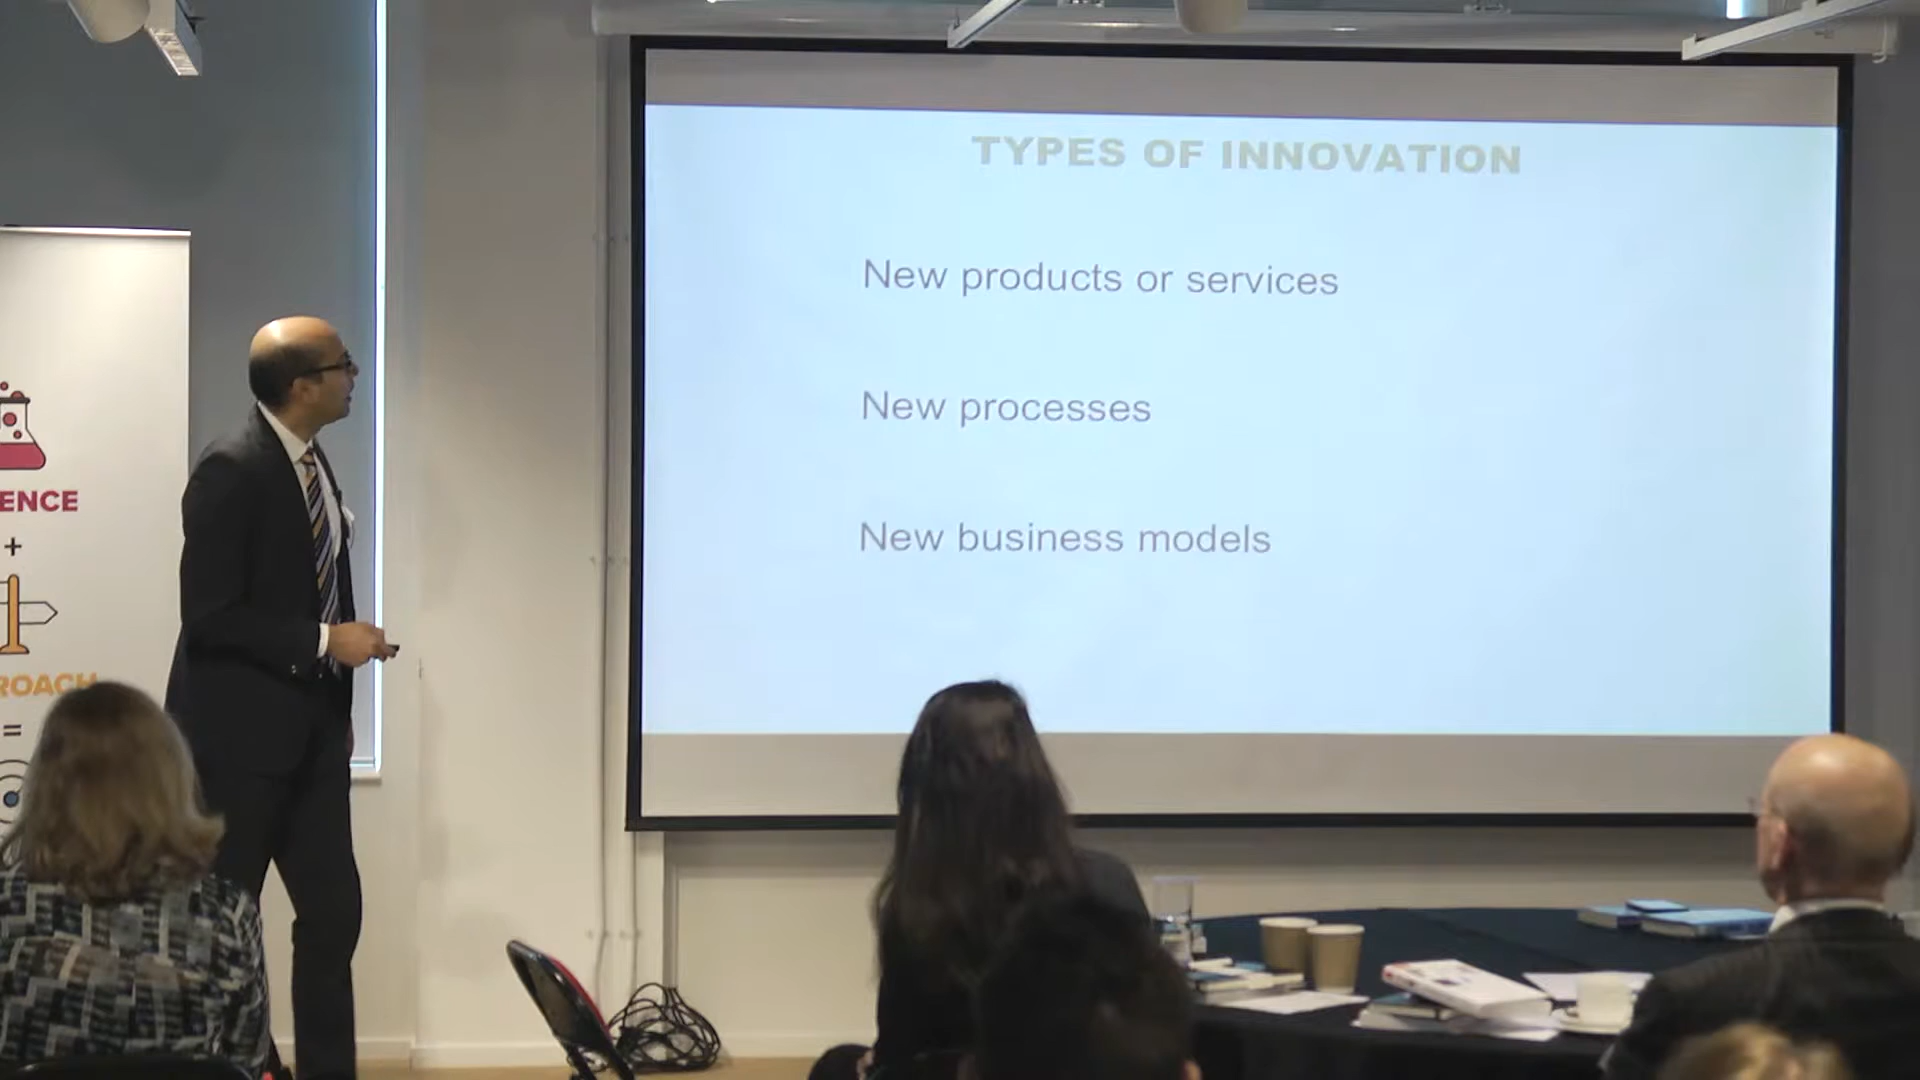 TYPES OF INNOVATION
New products or services
New processes
New business models
ENCE
+
ROACH
=